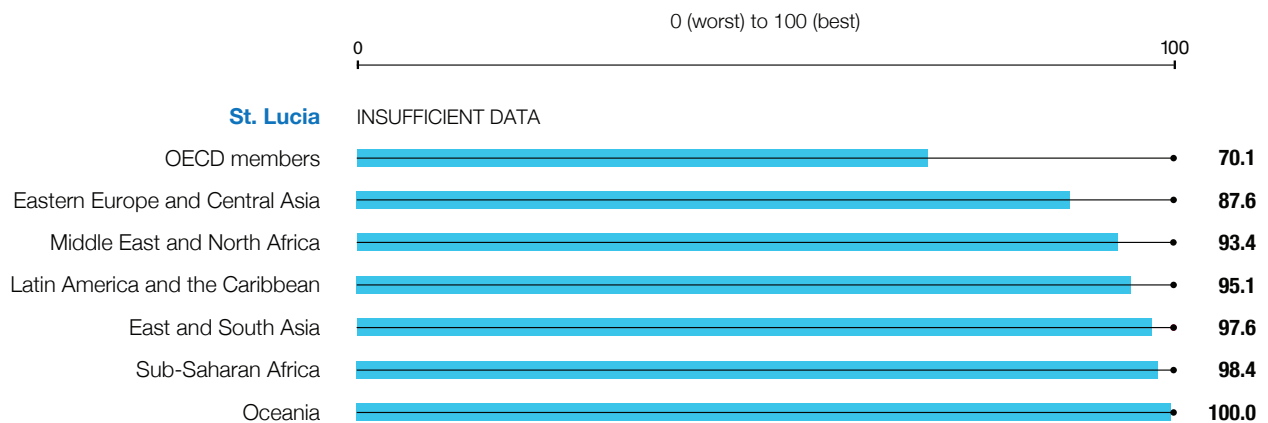 0 (worst) to 100 (best)
0 100
St. Lucia INSUFFICIENT DATA
OECD members 70.1
Eastern Europe and Central Asia 87.6
Middle East and North Africa 93.4
Latin America and the Caribbean 95.1
East and South Asia 97.6
Sub-Saharan Africa 98.4
Oceania 100.0